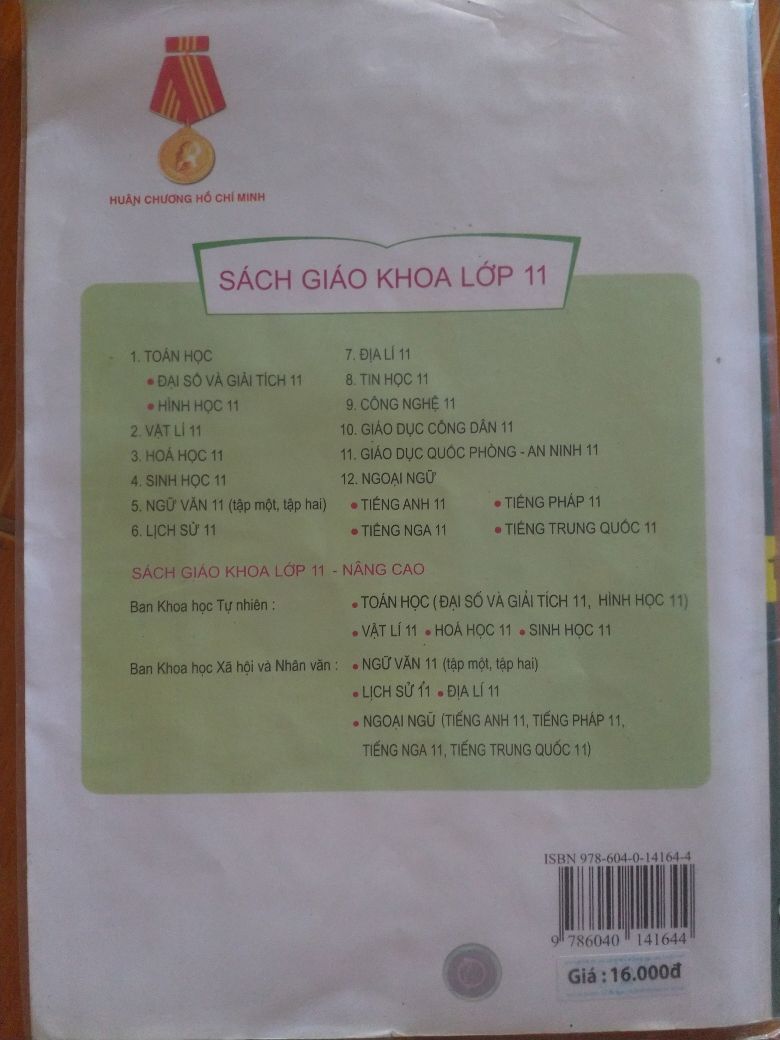 HUÂN CHƯƠNG HỒ CHÍ MINH
SÁCH GIÁO KHOA LỚP 11
1. TOÁN HỌC
• ĐẠI SỐ VÀ GIẢI TÍCH 11
• HÌNH HỌC 11
2. VẬT LÍ 11
3. HOÁ HỌC 11
4. SINH HỌC 11
5. NGỮ VĂN 11 (tập một, tập hai)
6. LỊCH SỬ 11
7. ĐỊA LÍ 11
8. TIN HỌC 11
9. CÔNG NGHỆ 11
10. GIÁO DỤC CÔNG DÂN 11
11. GIÁO DỤC QUỐC PHÒNG - AN NINH 11
12. NGOẠI NGỮ
• TIẾNG ANH 11 • TIẾNG PHÁP 11
• TIẾNG NGA 11 • TIẾNG TRUNG QUỐC 11
SÁCH GIÁO KHOA LỚP 11 - NÂNG CAO
Ban Khoa học Tự nhiên : • TOÁN HỌC (ĐẠI SỐ VÀ GIẢI TÍCH 11, HÌNH HỌC 11)
• VẬT LÍ 11 • HOÁ HỌC 11 • SINH HỌC 11
Ban Khoa học Xã hội và Nhân văn : • NGỮ VĂN 11 (tập một, tập hai)
• LỊCH SỬ 11 • ĐỊA LÍ 11
• NGOẠI NGŨ (TIẾNG ANH 11, TIẾNG PHÁP 11,
TIẾNG NGA 11, TIẾNG TRUNG QUỐC 11)
ISBN 978-604-0-14164-4
9 786040 141644
Giá : 16.000đ